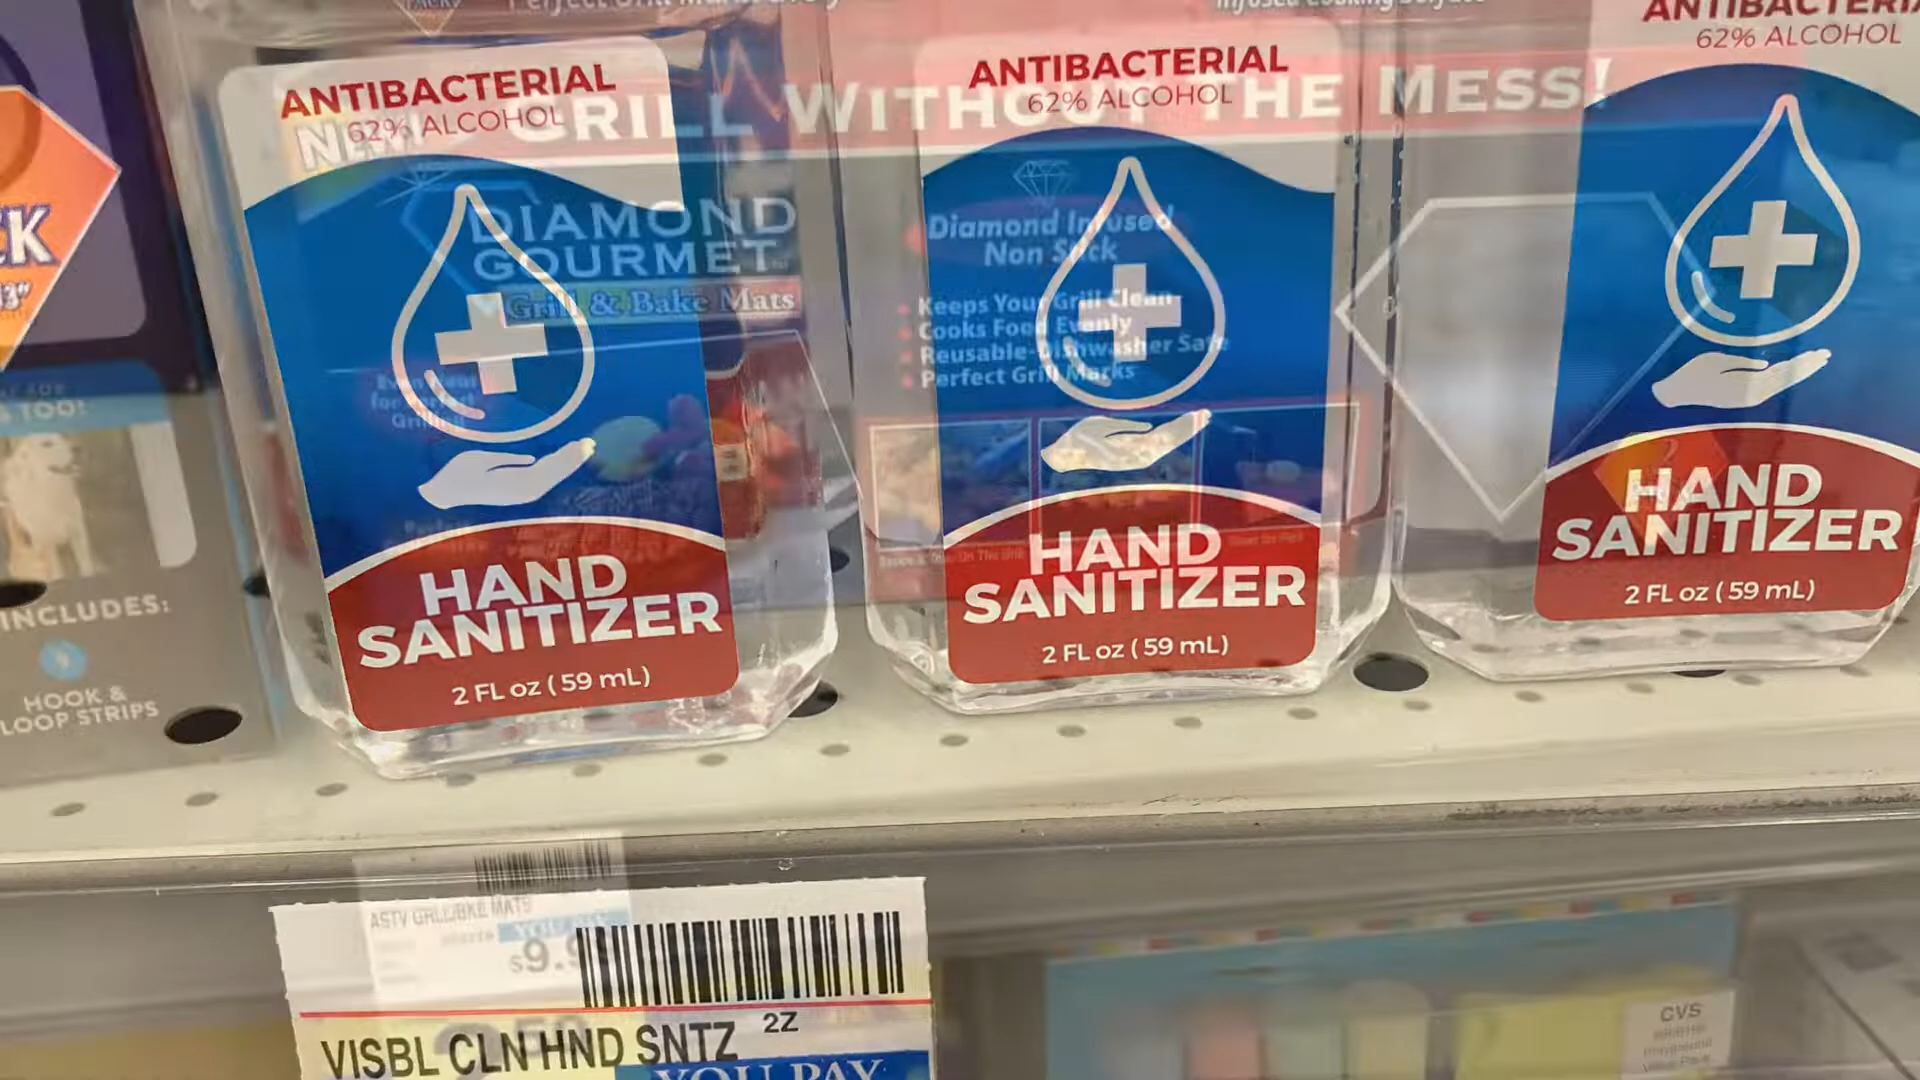 ANTIBACTERIAL
62% ALCOHOL
HAND
SANITIZER
2 FL oz (59 mL)
ANTIBACTERIAL
62% ALCOHOL
HAND
SANITIZER
2 FL oz (59 mL)
62% ALCOHOL
HAND
SANITIZER
2 FL oz (59 mL)
GRILL WITHOUT THE MESS!
DIAMOND
GOURMET
Grill & Bake Mats
Diamond Infused
Non Stick
• Keeps Your Grill Clean
• Cooks Food Evenly
• Reusable-Dishwasher Safe
• Perfect Grill Marks
TOO!
INCLUDES:
HOOK &
LOOP STRIPS
ASTV GRLL/BKE MATS
YOU PAY
VISBL CLN HND SNTZ 2Z
YOU PAY
CVS